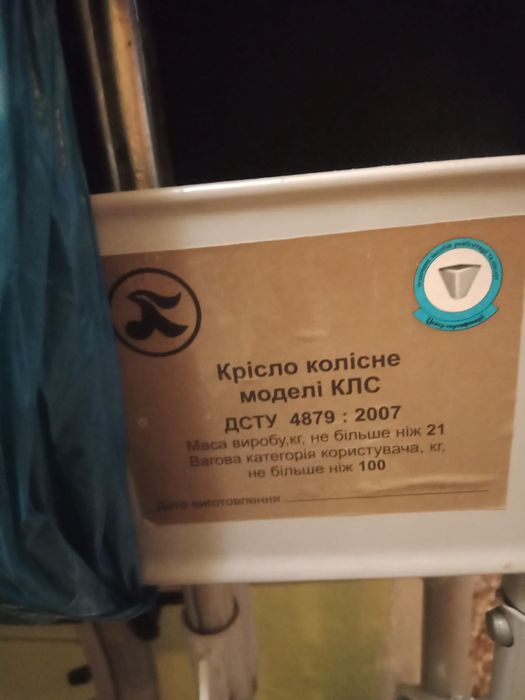 Крісло колісне
моделі КЛС
ДСТУ 4879 : 2007
Маса виробу,кг, не більше ніж 21
Вагова категорія користувача, кг,
не більше ніж 100
Дата виготовлення